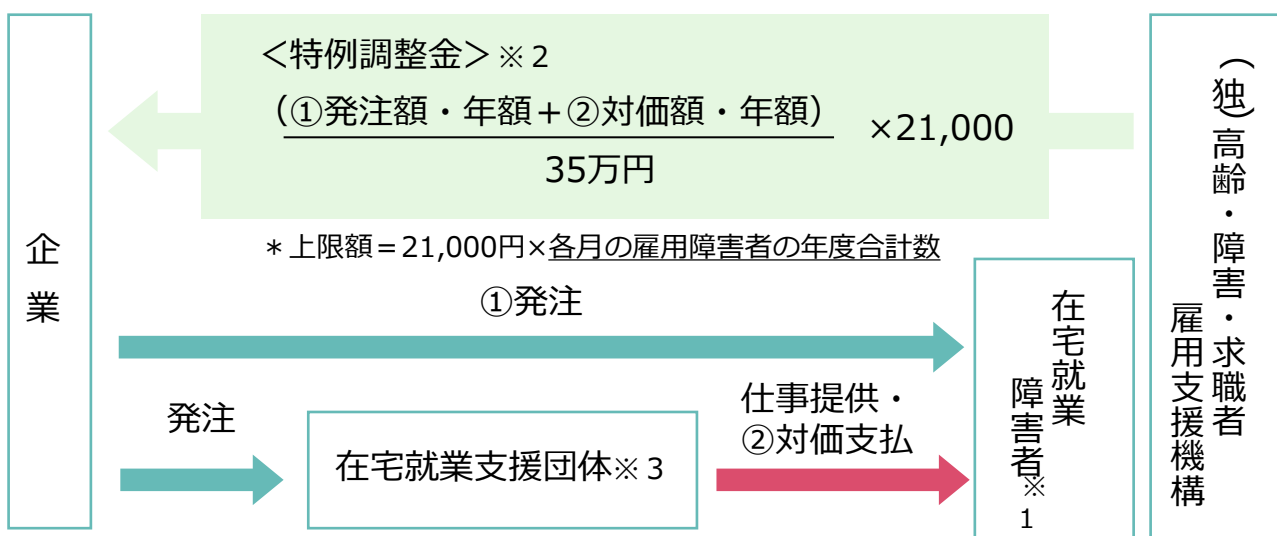 ＜特例調整金＞※２
（①発注額・年額＋②対価額・年額）
35万円
×21,000
＊上限額＝21,000円×各月の雇用障害者の年度合計数
企業
①発注
発注
在宅就業支援団体※３
仕事提供・
②対価支払
在宅就業
障害者※１
（独）高齢・障害・求職者
雇用支援機構